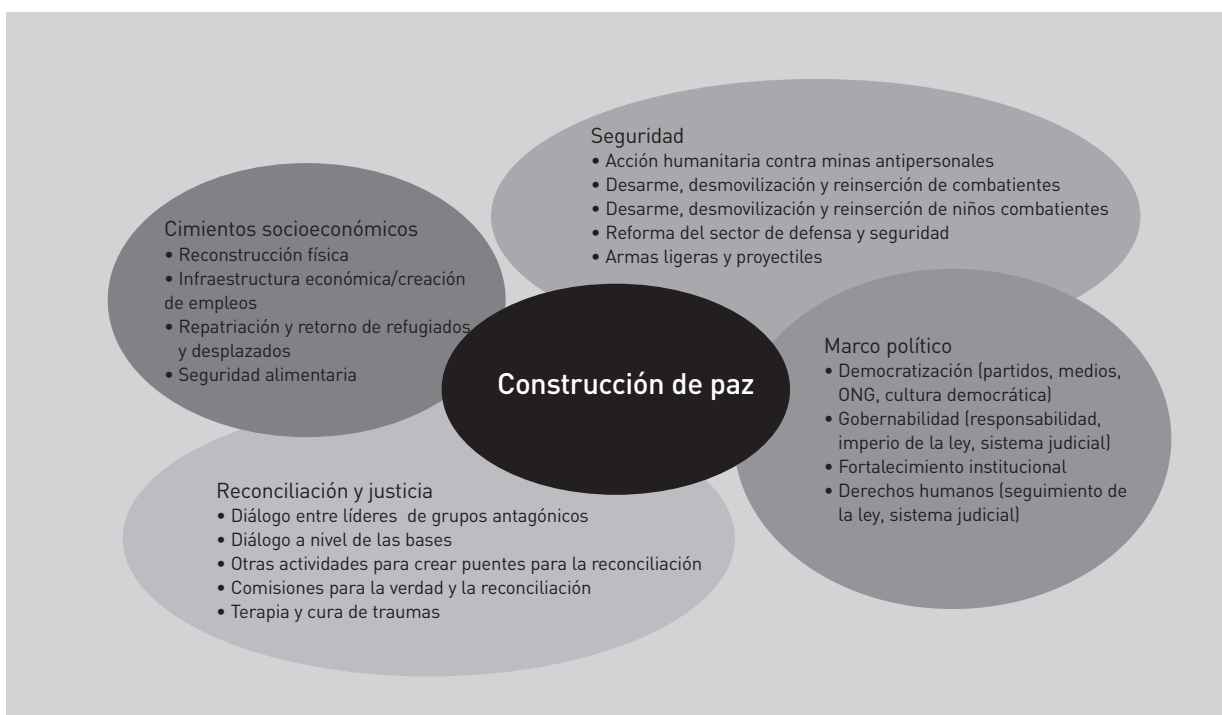 Seguridad
• Acción humanitaria contra minas antipersonales
• Desarme, desmovilización y reinserción de combatientes
• Desarme, desmovilización y reinserción de niños combatientes
• Reforma del sector de defensa y seguridad
• Armas ligeras y proyectiles
Cimientos socioeconómicos
• Reconstrucción física
• Infraestructura económica/creación
de empleos
• Repatriación y retorno de refugiados
y desplazados
• Seguridad alimentaria
Construcción de paz
Marco político
• Democratización (partidos, medios,
ONG, cultura democrática)
• Gobernabilidad (responsabilidad,
imperio de la ley, sistema judicial)
• Fortalecimiento institucional
• Derechos humanos (seguimiento de
la ley, sistema judicial)
Reconciliación y justicia
• Diálogo entre líderes de grupos antagónicos
• Diálogo a nivel de las bases
• Otras actividades para crear puentes para la reconciliación
• Comisiones para la verdad y la reconciliación
• Terapia y cura de traumas